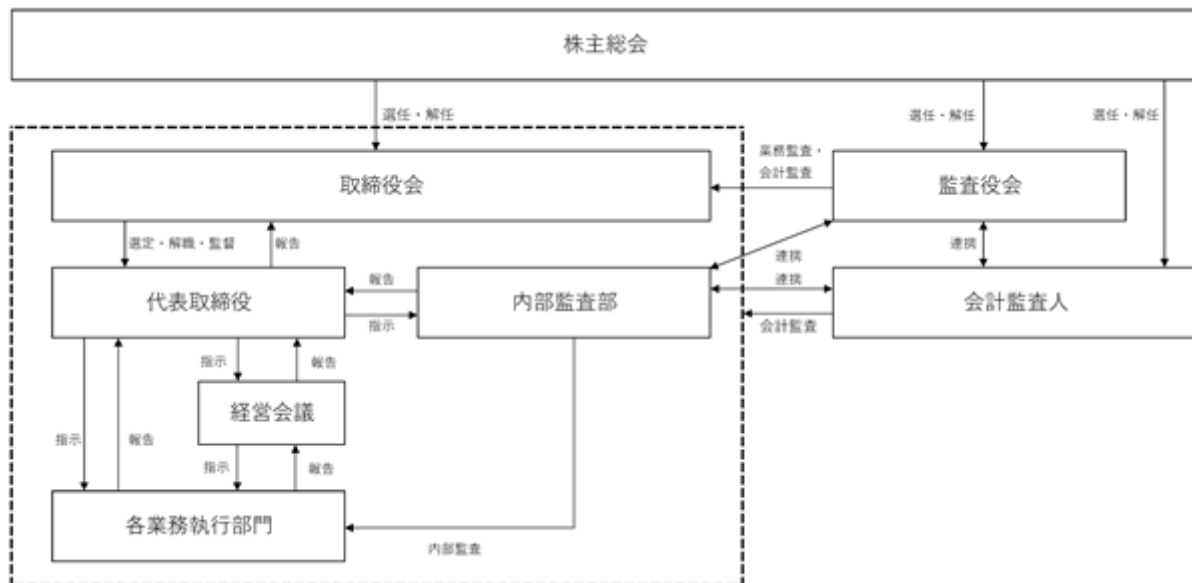 株主総会
選任・解任
選任・解任
選任・解任
取締役会
業務監査・
会計監査
監査役会
選定・解職・監督
報告
連携
連携
代表取締役
報告
指示
内部監査部
連携
会計監査
会計監査人
指示
報告
経営会議
指示
報告
指示
報告
各業務執行部門
内部監査